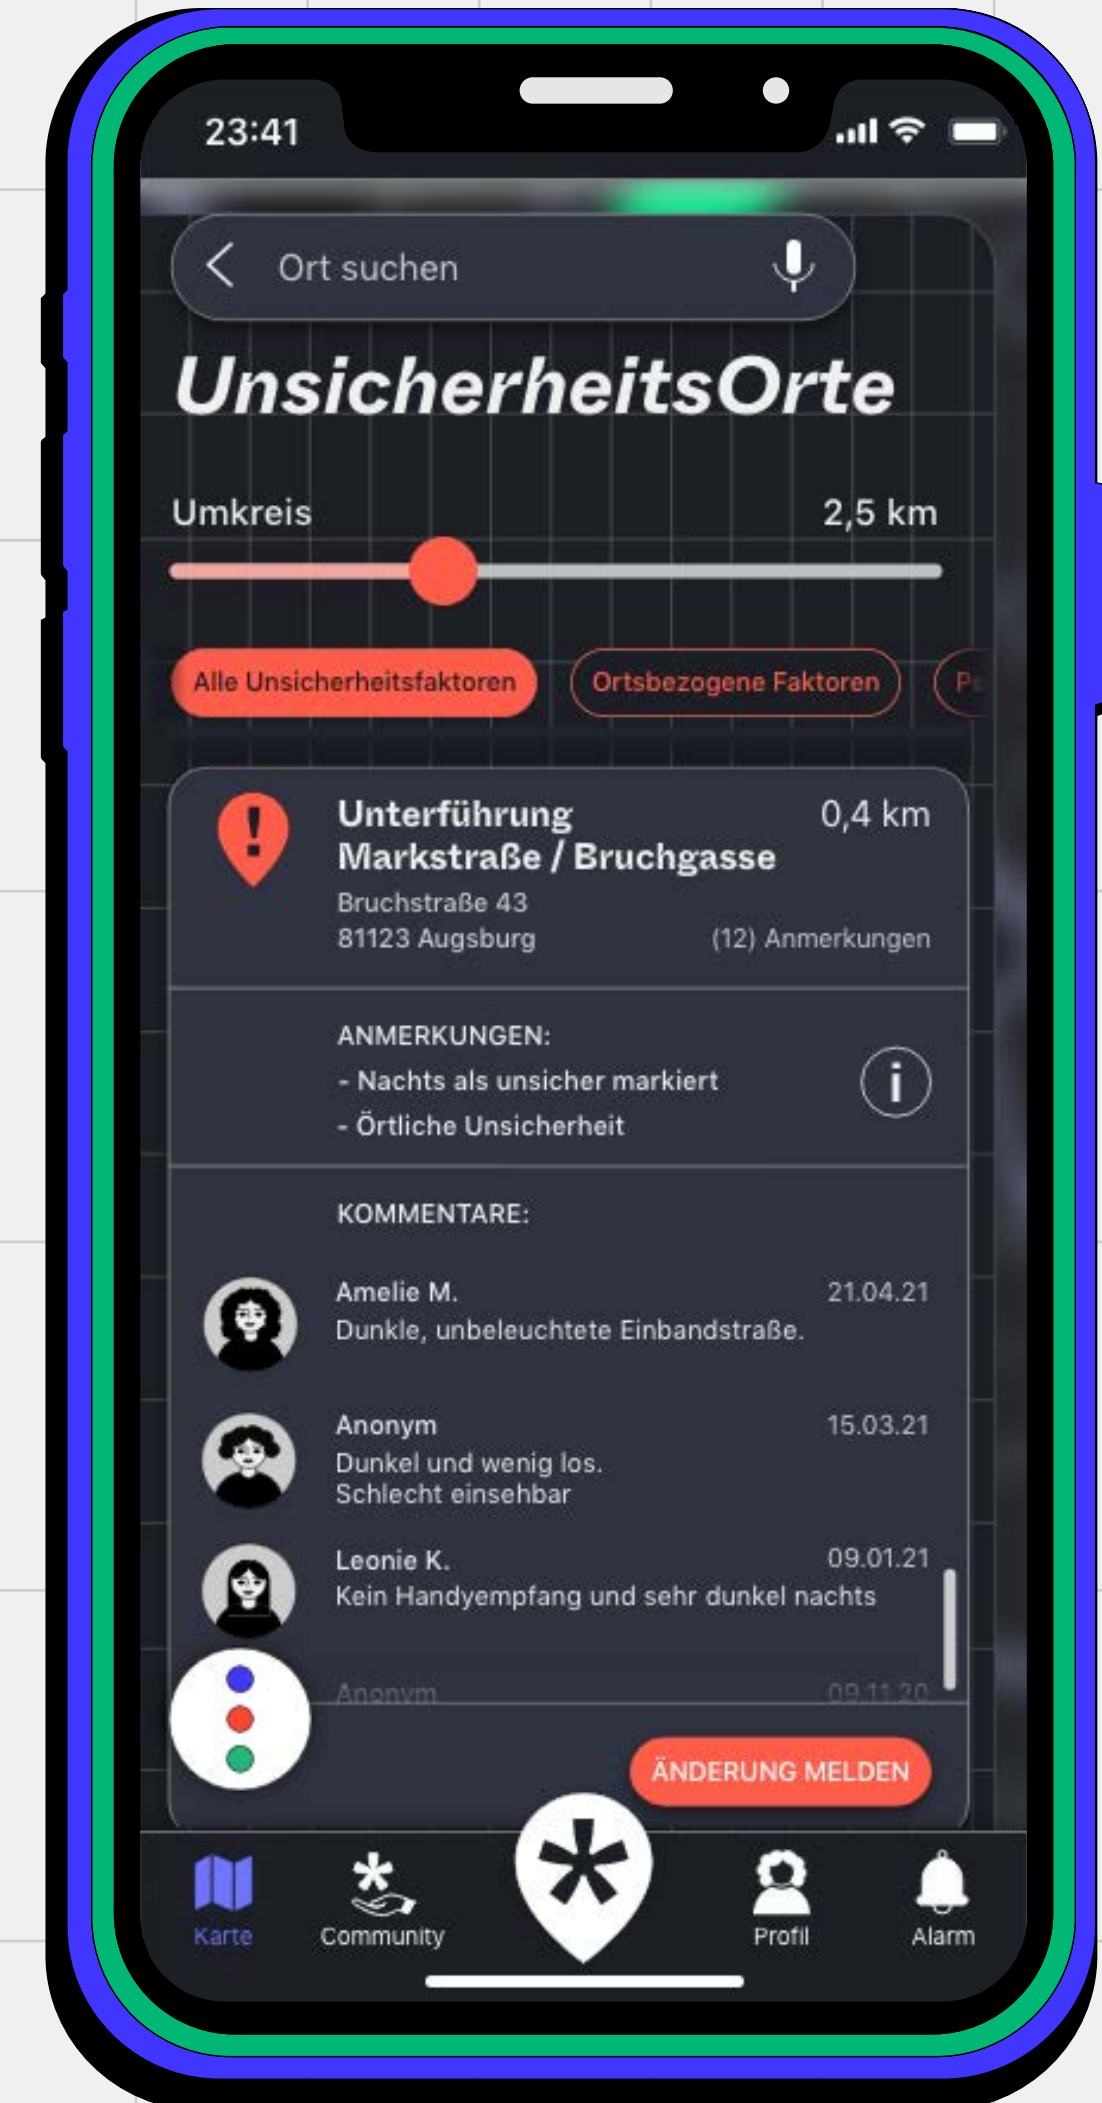 23:41
Ort suchen
UnsicherheitsOrte
Umkreis 2,5 km
Alle Unsicherheitsfaktoren Ortsbezogene Faktoren
Unterführung 0,4 km
Markstraße / Bruchgasse
Bruchstraße 43
81123 Augsburg (12) Anmerkungen
ANMERKUNGEN:
- Nachts als unsicher markiert
- Örtliche Unsicherheit
KOMMENTARE:
Amelie M. 21.04.21
Dunkle, unbeleuchtete Einbandstraße.
Anonym 15.03.21
Dunkel und wenig los.
Schlecht einsehbar
Leonie K. 09.01.21
Kein Handyempfang und sehr dunkel nachts
Anonym 09.11.20
ÄNDERUNG MELDEN
Karte Community Profil Alarm